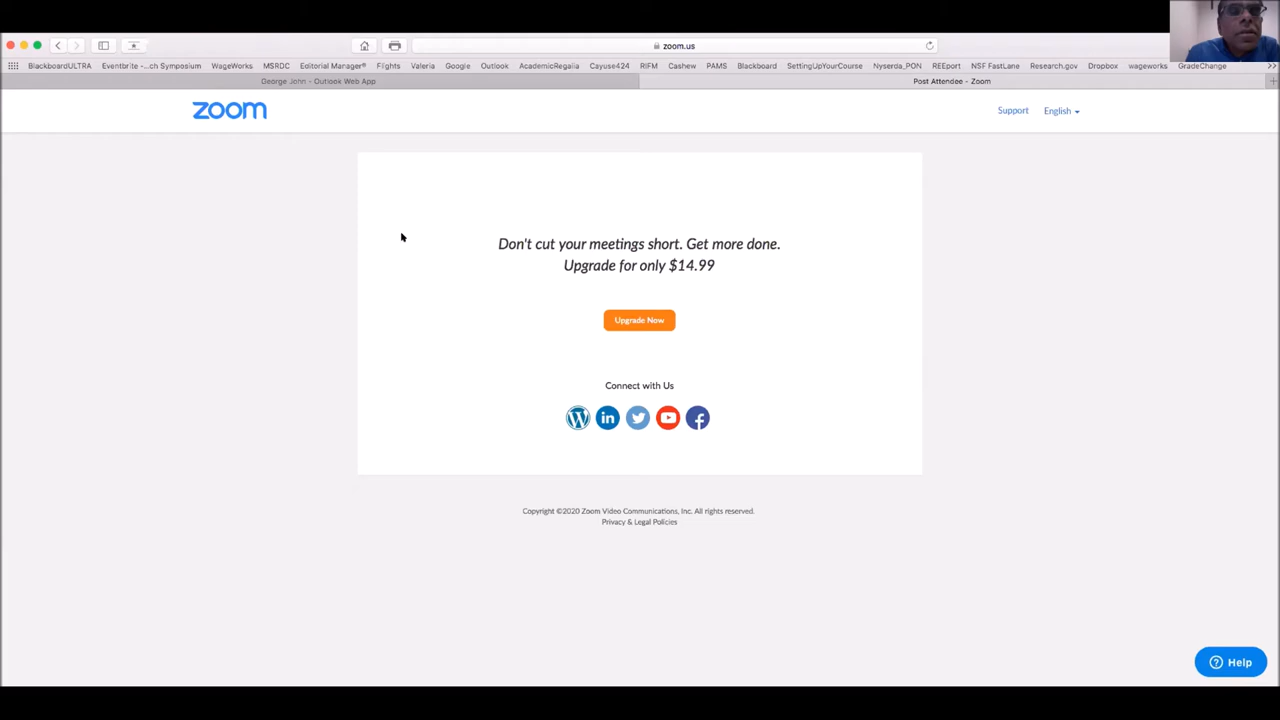 zoom.us
BlackboardULTRA Eventbrite -...ch Symposium WageWorks MSRDC Editorial Manager® Flights Valeria Google Outlook AcademicRegalia Cayuse424 RIFM Cashew PAMS Blackboard SettingUpYourCourse Nyserda_PON REEport NSF FastLane Research.gov Dropbox wageworks GradeChange >>
George John - Outlook Web App Post Attendee - Zoom +
zoom Support English
Don't cut your meetings short. Get more done.
Upgrade for only $14.99
Upgrade Now
Connect with Us
Copyright ©2020 Zoom Video Communications, Inc. All rights reserved.
Privacy & Legal Policies
Help